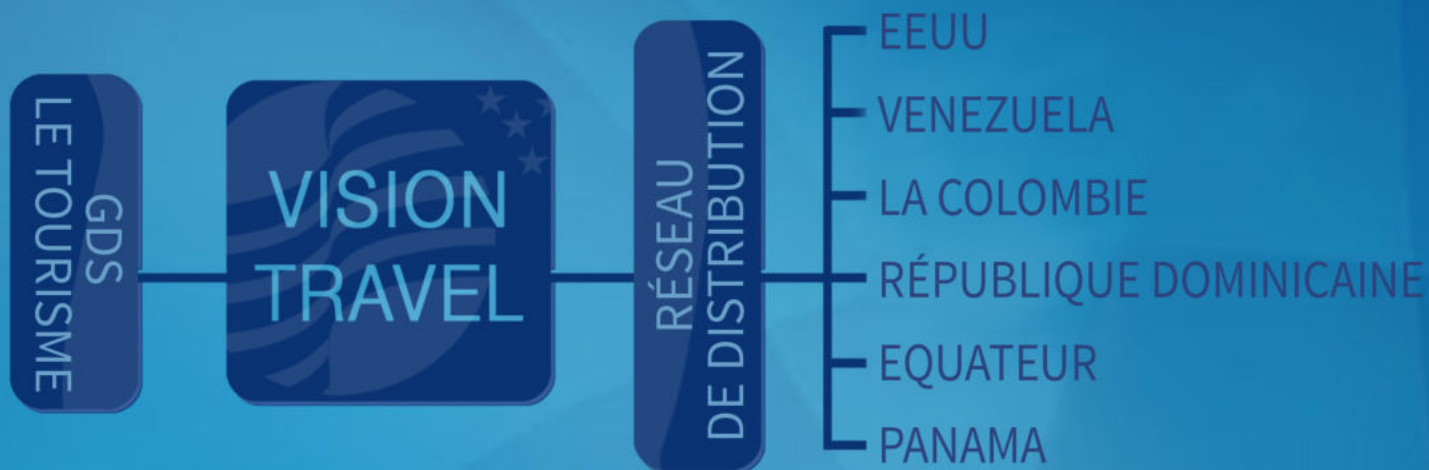 GDS
LE TOURISME
VISION
TRAVEL
RÉSEAU
DE DISTRIBUTION
EEUU
VENEZUELA
LA COLOMBIE
RÉPUBLIQUE DOMINICAINE
EQUATEUR
PANAMA